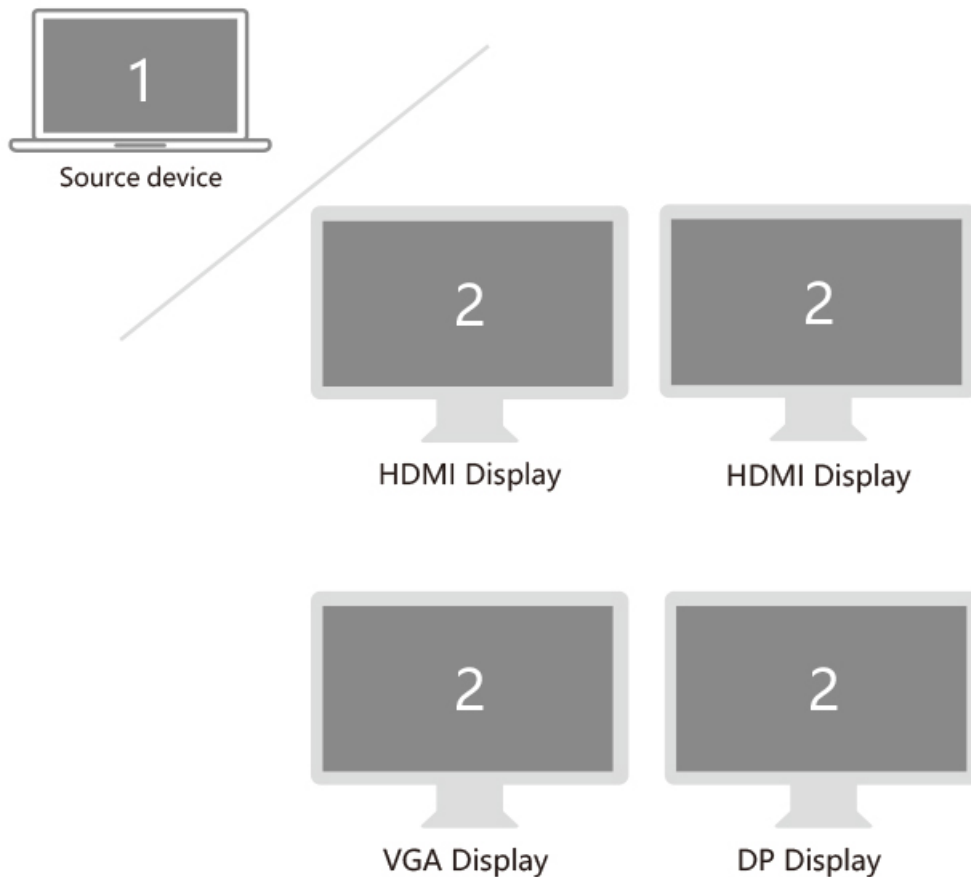 1
Source device
2
2
HDMI Display
HDMI Display
2
2
VGA Display
DP Display